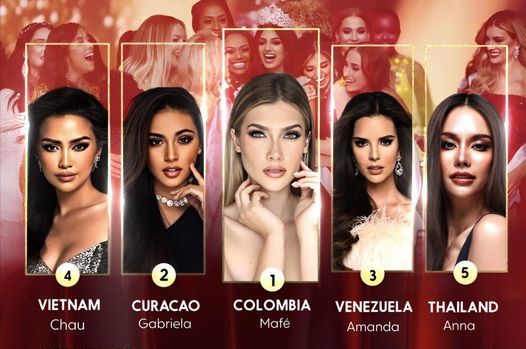 4
VIETNAM
Chau
2
CURACAO
Gabriela
1
COLOMBIA
Mafé
3
VENEZUELA
Amanda
5
THAILAND
Anna